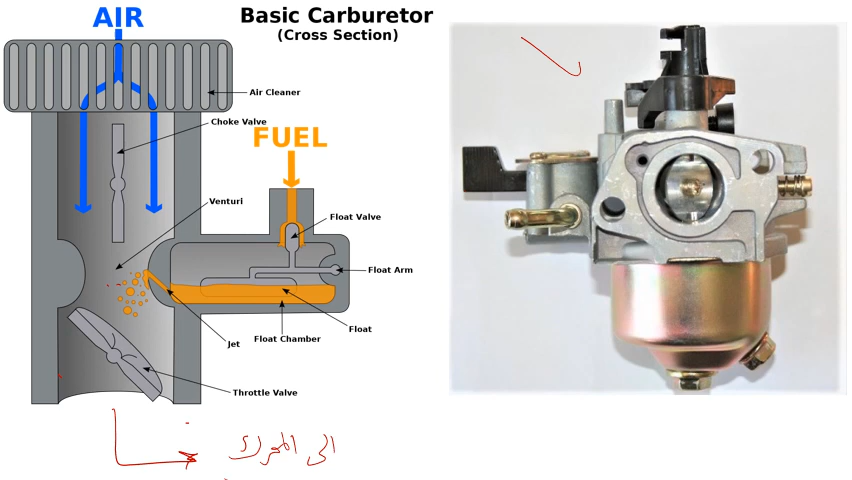 Basic Carburetor
(Cross Section)
AIR
Air Cleaner
Choke Valve
FUEL
Venturi
Float Valve
Float Arm
Float
Float Chamber
Jet
Throttle Valve
الى المحرك